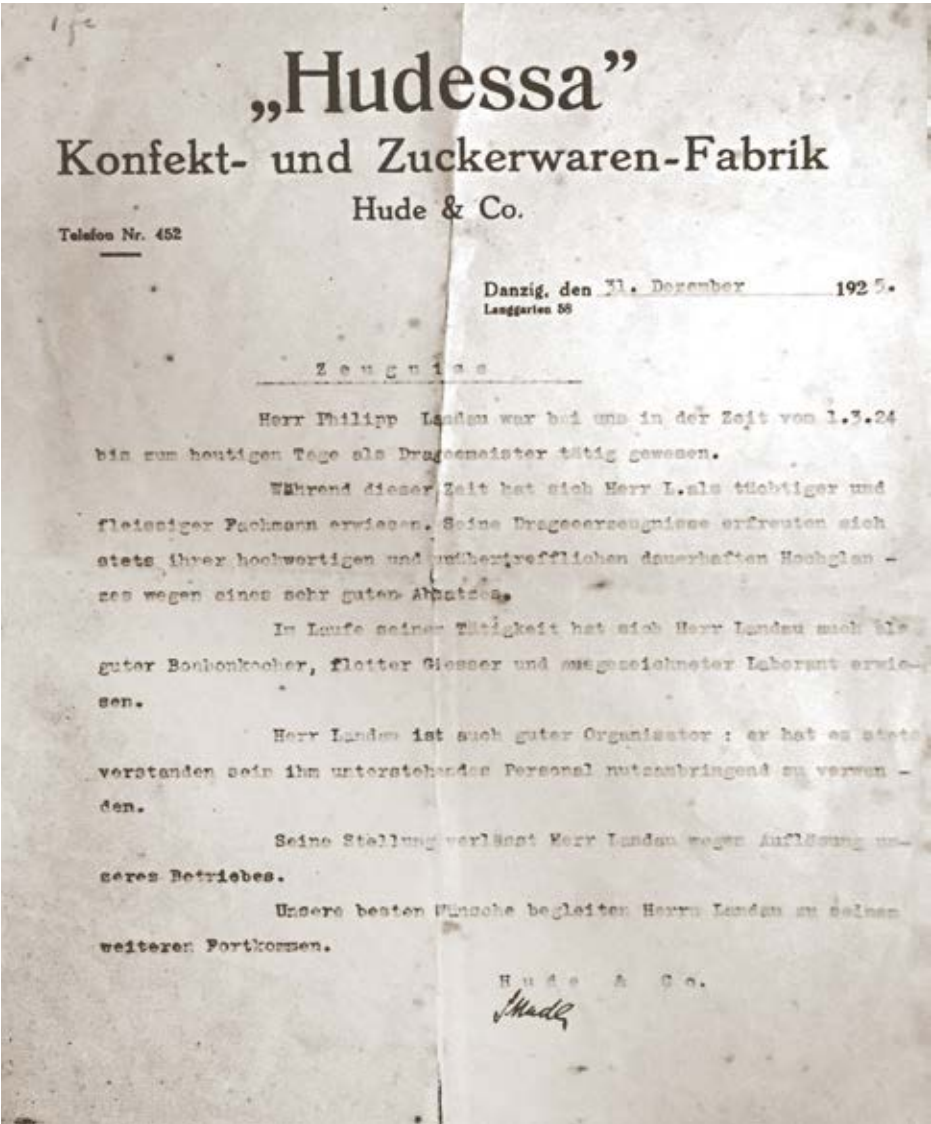 „Hudessa”
Konfekt- und Zuckerwaren-Fabrik
Hude & Co.
Telefon Nr. 452
Danzig, den 31. Dezember 1925.
Langgarten 58
Zeugniss
Herr Philipp Landau war bei uns in der Zeit vom 1.3.24
bis zum heutigen Tage als Drageemeister tätig gewesen.
Während dieser Zeit hat sich Herr L.als tüchtiger und
fleissiger Fachmann erwiesen. Seine Drageeerzeugnisse erfreuten sich
stets ihrer hochwertigen und unübertrefflichen dauerhaften Hochglan -
zes wegen eines sehr guten Absatzes.
Im Laufe seiner Tätigkeit hat sich Herr Landau auch als
guter Bonbonkocher, flotter Giesser und ausgezeichneter Laborant erwie-
sen.
Herr Landau ist auch guter Organisator : er hat es stets
verstanden sein ihm unterstehendes Personal nutzanbringend zu verwen -
den.
Seine Stellung verlässt Herr Landau wegen Auflösung un-
seres Betriebes.
Unsere besten Wünsche begleiten Herrn Landau zu seinem
weiteren Fortkommen.
Hude & Co.